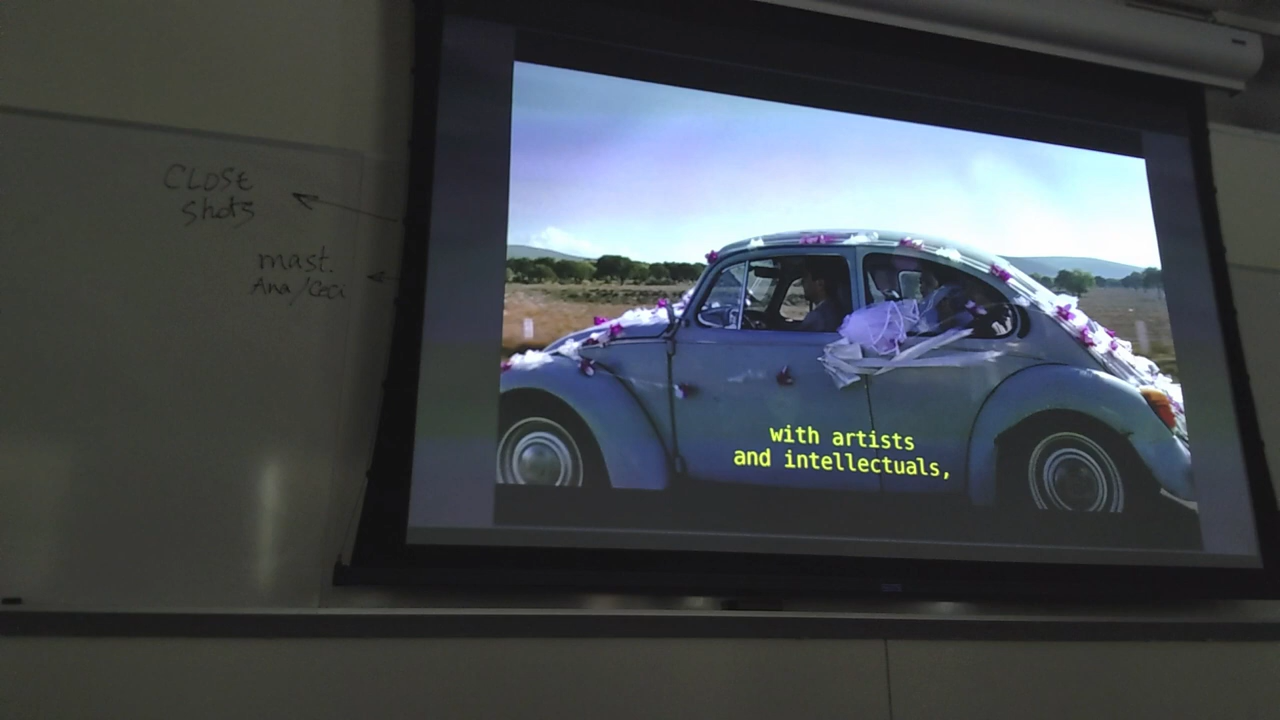 CLOSE
shots
mast.
Ana/Ceci
with artists
and intellectuals,